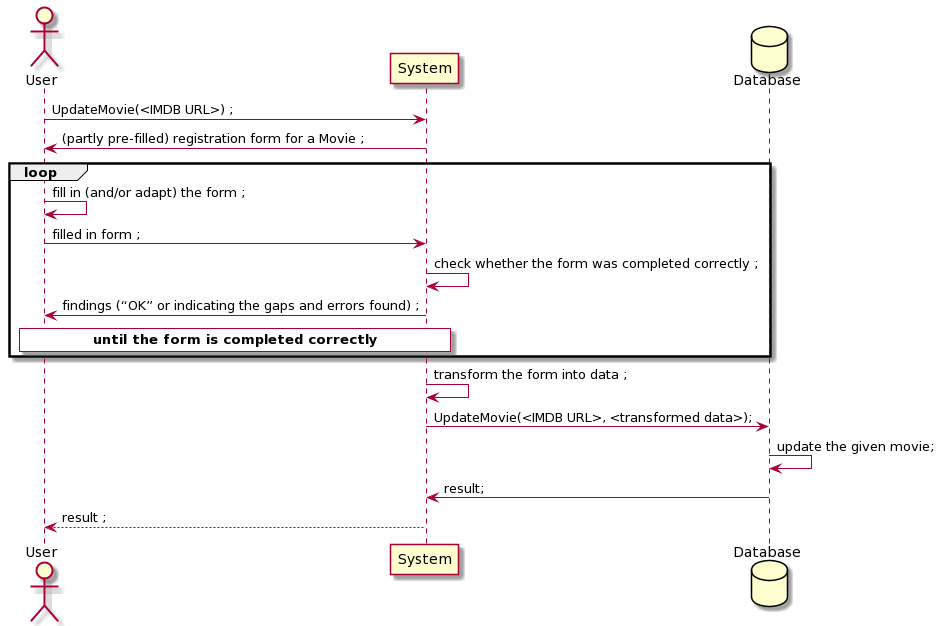 User
System
Database
UpdateMovie(<IMDB URL>) ;
(partly pre-filled) registration form for a Movie ;
loop
fill in (and/or adapt) the form ;
filled in form ;
check whether the form was completed correctly ;
findings (“OK” or indicating the gaps and errors found) ;
until the form is completed correctly
transform the form into data ;
UpdateMovie(<IMDB URL>, <transformed data>);
update the given movie;
result;
result ;
User
System
Database